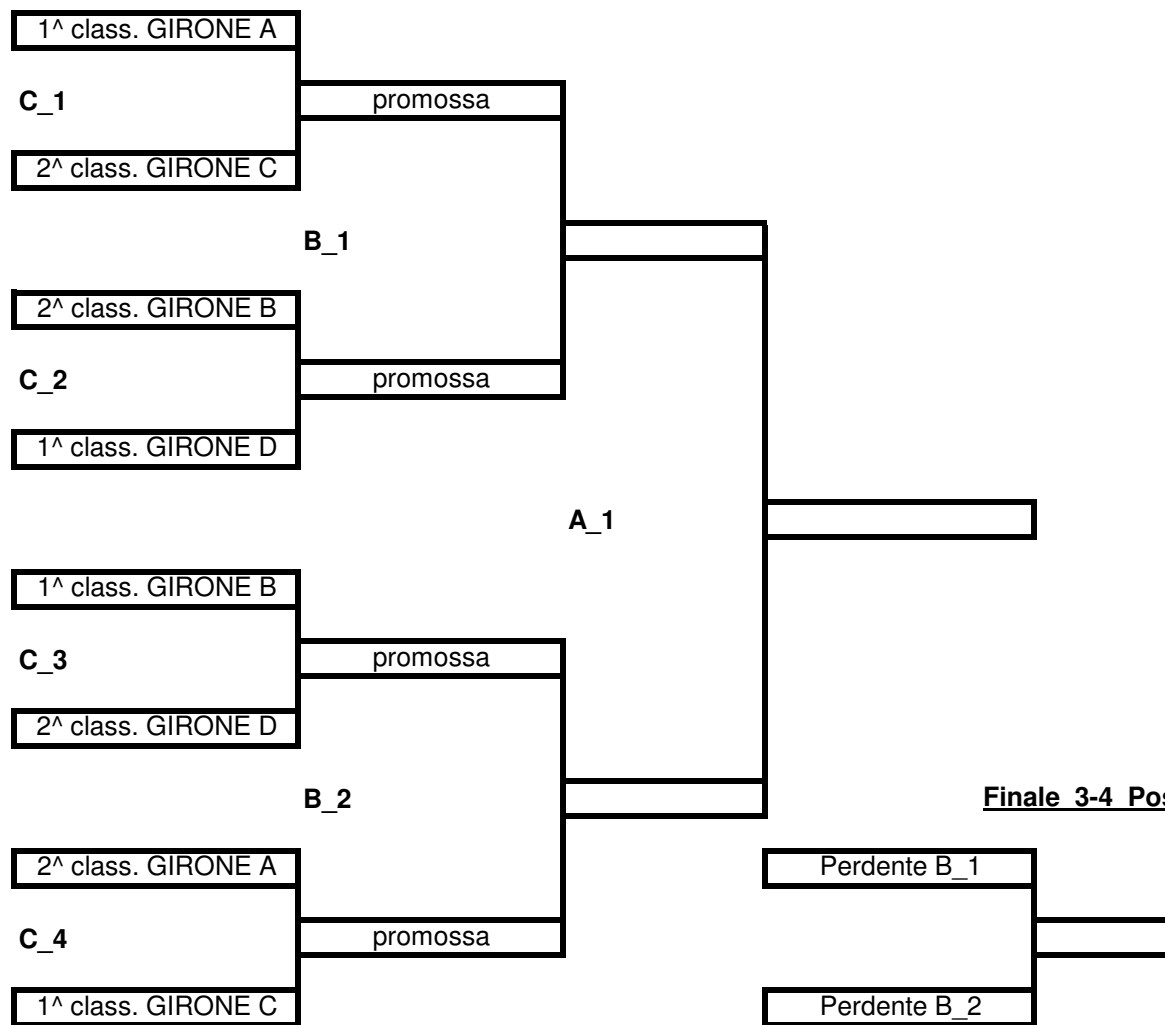 1^ class. GIRONE A
C_1
promossa
2^ class. GIRONE C
B_1
2^ class. GIRONE B
C_2
promossa
1^ class. GIRONE D
A_1
1^ class. GIRONE B
C_3
promossa
2^ class. GIRONE D
B_2
Finale 3-4 Pos
2^ class. GIRONE A
Perdente B_1
C_4
promossa
1^ class. GIRONE C
Perdente B_2